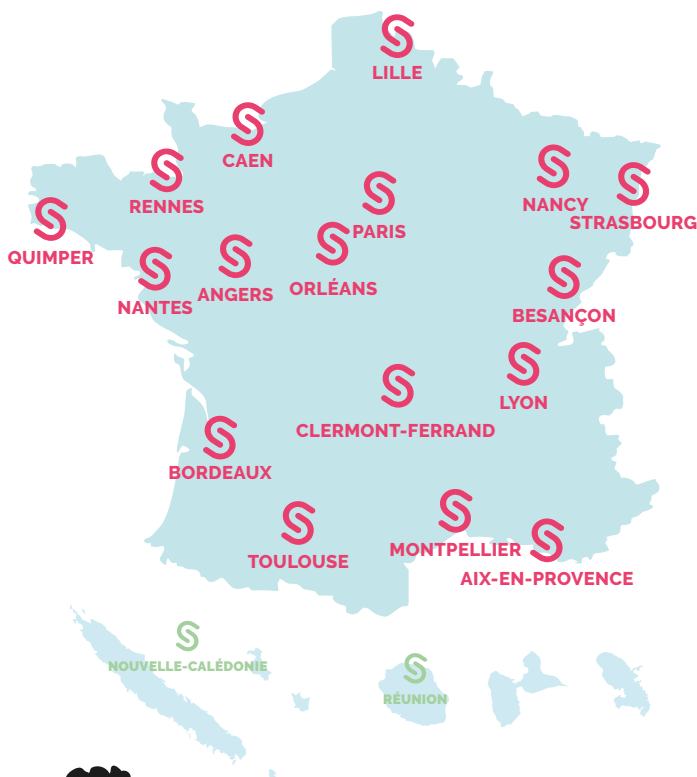 LILLE
CAEN
RENNES
NANCY
STRASBOURG
PARIS
QUIMPER
ORLÉANS
ANGERS
NANTES
BESANÇON
LYON
CLERMONT-FERRAND
BORDEAUX
MONTPELLIER
TOULOUSE
AIX-EN-PROVENCE
NOUVELLE-CALÉDONIE
RÉUNION